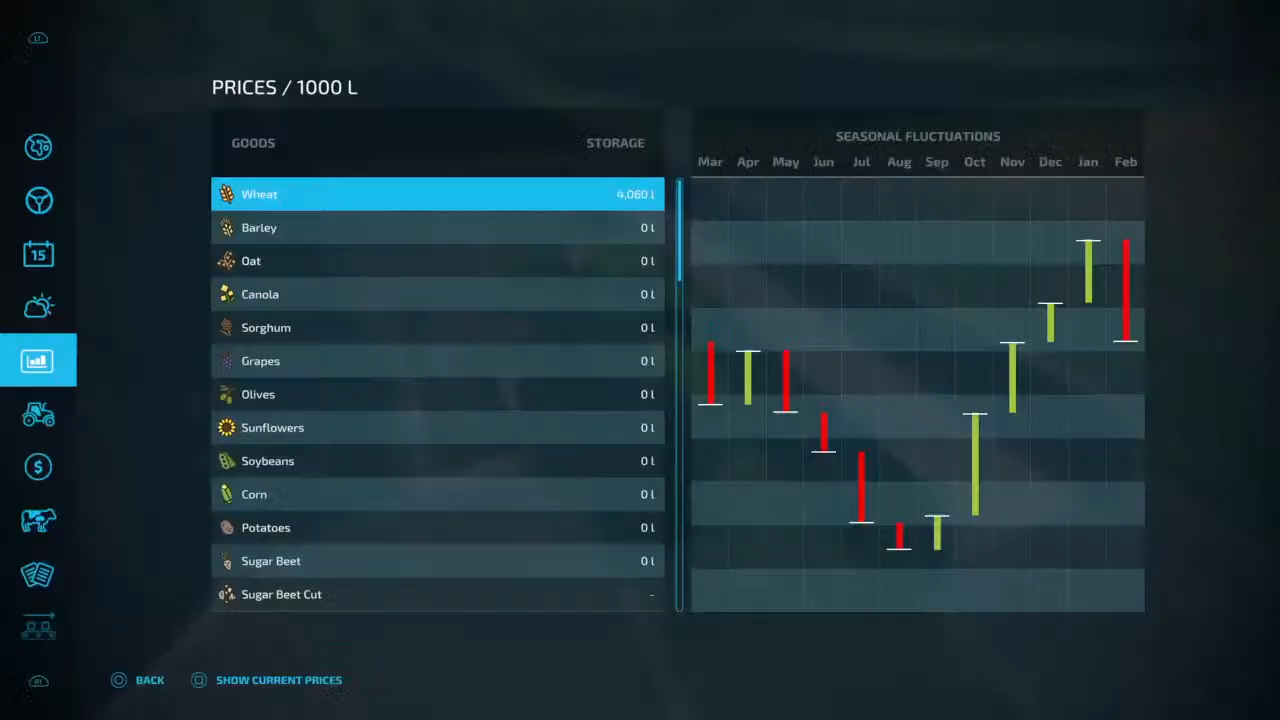 LT
PRICES / 1000 L
GOODS STORAGE
SEASONAL FLUCTUATIONS
Mar Apr May Jun Jul Aug Sep Oct Nov Dec Jan Feb
Wheat 4,060 l
Barley 0 l
Oat 0 l
Canola 0 l
Sorghum 0 l
Grapes 0 l
Olives 0 l
Sunflowers 0 l
Soybeans 0 l
Corn 0 l
Potatoes 0 l
Sugar Beet 0 l
Sugar Beet Cut -
15
$
BACK SHOW CURRENT PRICES